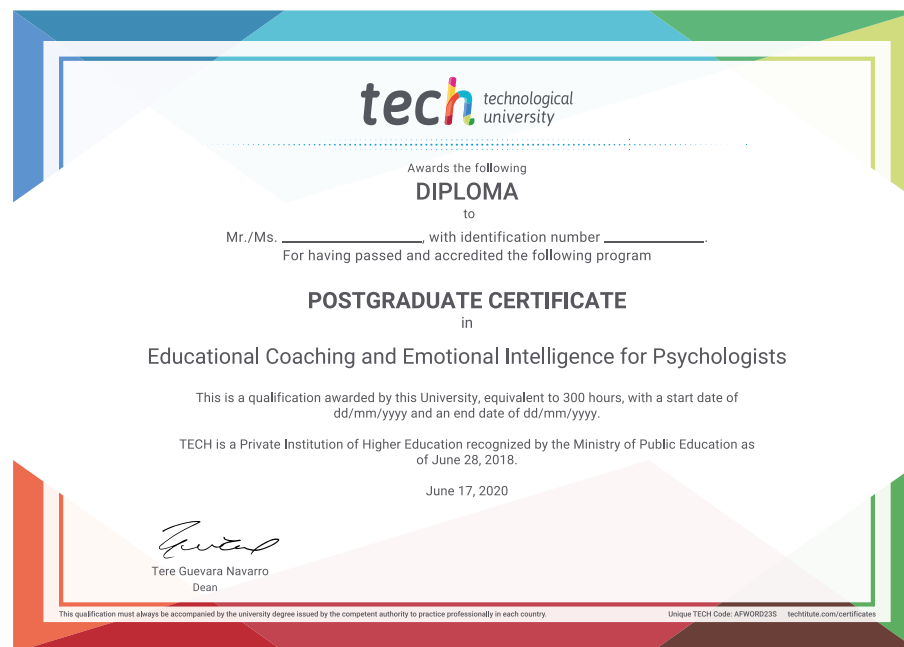 tech technological
university
Awards the following
DIPLOMA
to
Mr./Ms. ____________, with identification number ____________.
For having passed and accredited the following program
POSTGRADUATE CERTIFICATE
in
Educational Coaching and Emotional Intelligence for Psychologists
This is a qualification awarded by this University, equivalent to 300 hours, with a start date of
dd/mm/yyyy and an end date of dd/mm/yyyy.
TECH is a Private Institution of Higher Education recognized by the Ministry of Public Education as
of June 28, 2018.
June 17, 2020
Tere Guevara Navarro
Dean
This qualification must always be accompanied by the university degree issued by the competent authority to practice professionally in each country.
Unique TECH Code: AFWORD23S techtitute.com/certificates